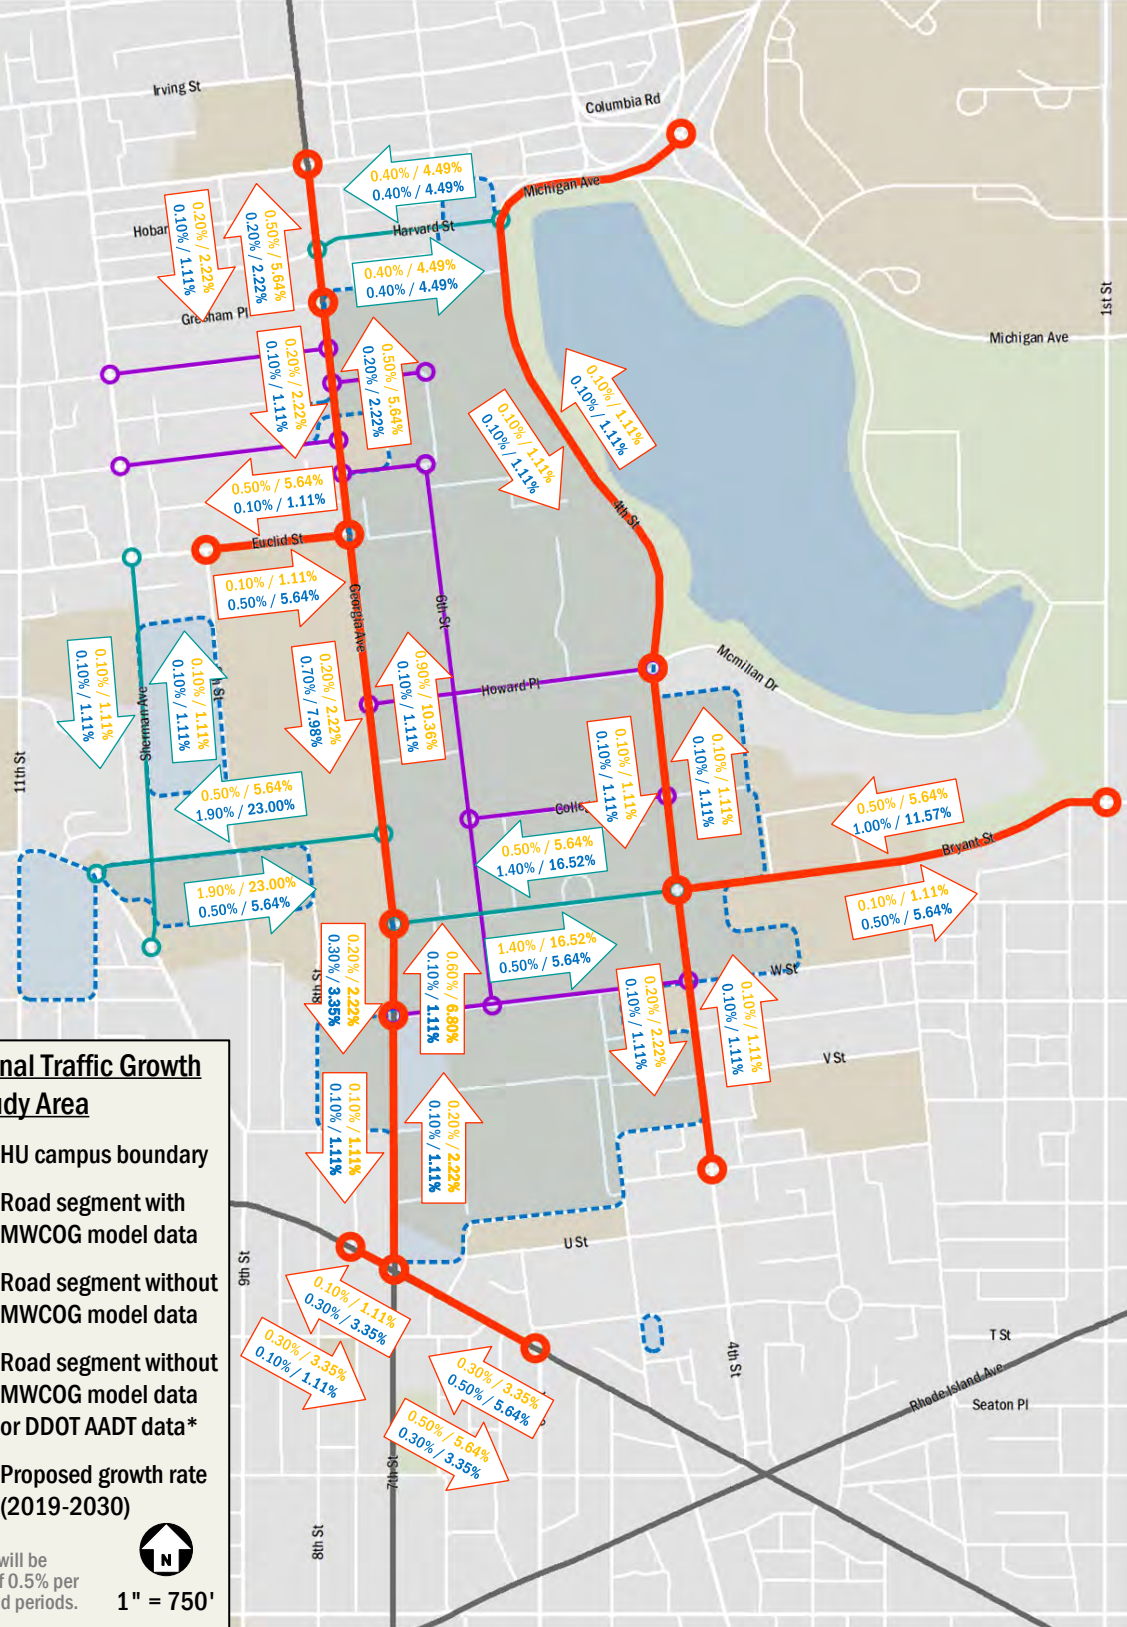 Irving St
Columbia Rd
0.40% / 4.49%
0.40% / 4.49%
Michigan Ave
Hobar
0.20% / 2.22%
0.10% / 1.11%
0.50% / 5.64%
0.20% / 2.22%
Harvard St
0.40% / 4.49%
0.40% / 4.49%
1st St
Gresham Pl
Michigan Ave
0.20% / 2.22%
0.10% / 1.11%
0.50% / 5.64%
0.20% / 2.22%
0.10% / 1.11%
0.10% / 1.11%
0.10% / 1.11%
0.10% / 1.11%
0.50% / 5.64%
0.10% / 1.11%
4th St
Euclid St
0.10% / 1.11%
0.50% / 5.64%
Georgia Ave
6th St
0.10% / 1.11%
0.10% / 1.11%
0.10% / 1.11%
0.10% / 1.11%
h St
Sherman Ave
11th St
0.20% / 2.22%
0.70% / 7.98%
0.90% / 10.36%
0.10% / 1.11%
Howard Pl
Mcmillan Dr
0.10% / 1.11%
0.10% / 1.11%
0.10% / 1.11%
0.10% / 1.11%
0.50% / 5.64%
1.90% / 23.00%
Colle
0.50% / 5.64%
1.00% / 11.57%
Bryant St
0.50% / 5.64%
1.40% / 16.52%
1.90% / 23.00%
0.50% / 5.64%
0.10% / 1.11%
0.50% / 5.64%
1.40% / 16.52%
0.50% / 5.64%
8th St
0.20% / 2.22%
0.30% / 3.35%
0.60% / 6.80%
0.10% / 1.11%
0.20% / 2.22%
0.10% / 1.11%
0.10% / 1.11%
0.10% / 1.11%
W St
V St
0.10% / 1.11%
0.10% / 1.11%
0.20% / 2.22%
0.10% / 1.11%
nal Traffic Growth
dy Area
HU campus boundary
Road segment with
MWCOG model data
Road segment without
MWCOG model data
Road segment without
MWCOG model data
or DDOT AADT data*
Proposed growth rate
(2019-2030)
will be
f 0.5% per
d periods.
N
1" = 750'
U St
9th St
0.10% / 1.11%
0.30% / 3.35%
0.30% / 3.35%
0.10% / 1.11%
0.30% / 3.35%
0.50% / 5.64%
0.50% / 5.64%
0.30% / 3.35%
4th St
T St
Rhode Island Ave
Seaton Pl
7th St
8th St